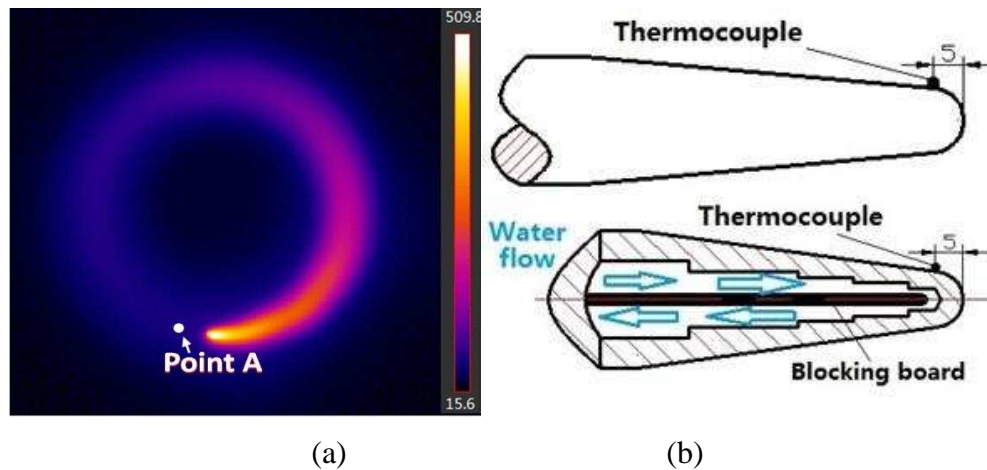 509.8
Point A
15.6
Thermocouple
5
Thermocouple
5
Water
flow
Blocking board
(a)
(b)